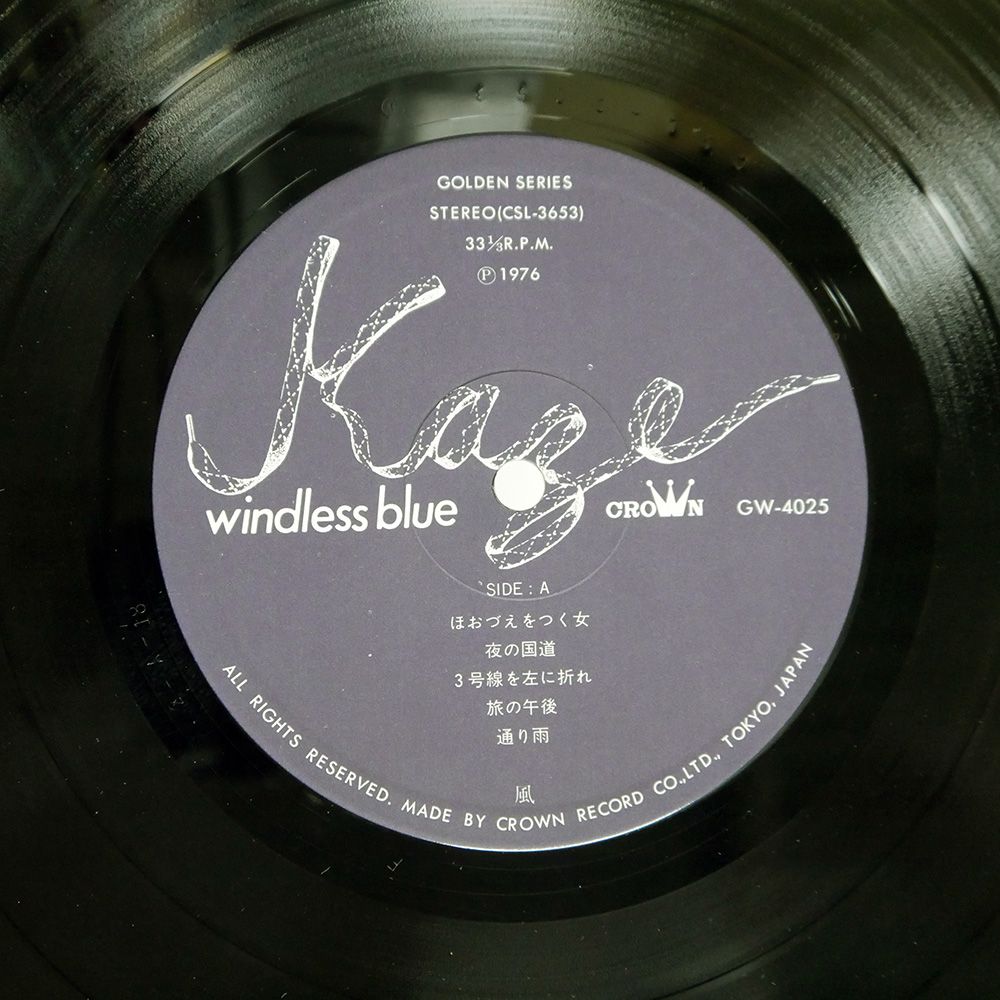 GOLDEN SERIES
STEREO(CSL-3653)
33⅓R.P.M.
Ⓟ1976
Kaze
windless blue
CROWN GW-4025
SIDE : A
ほおづえをつく女
夜の国道
3号線を左に折れ
旅の午後
通り雨
風
ALL RIGHTS RESERVED. MADE BY CROWN RECORD CO.,LTD., TOKYO, JAPAN